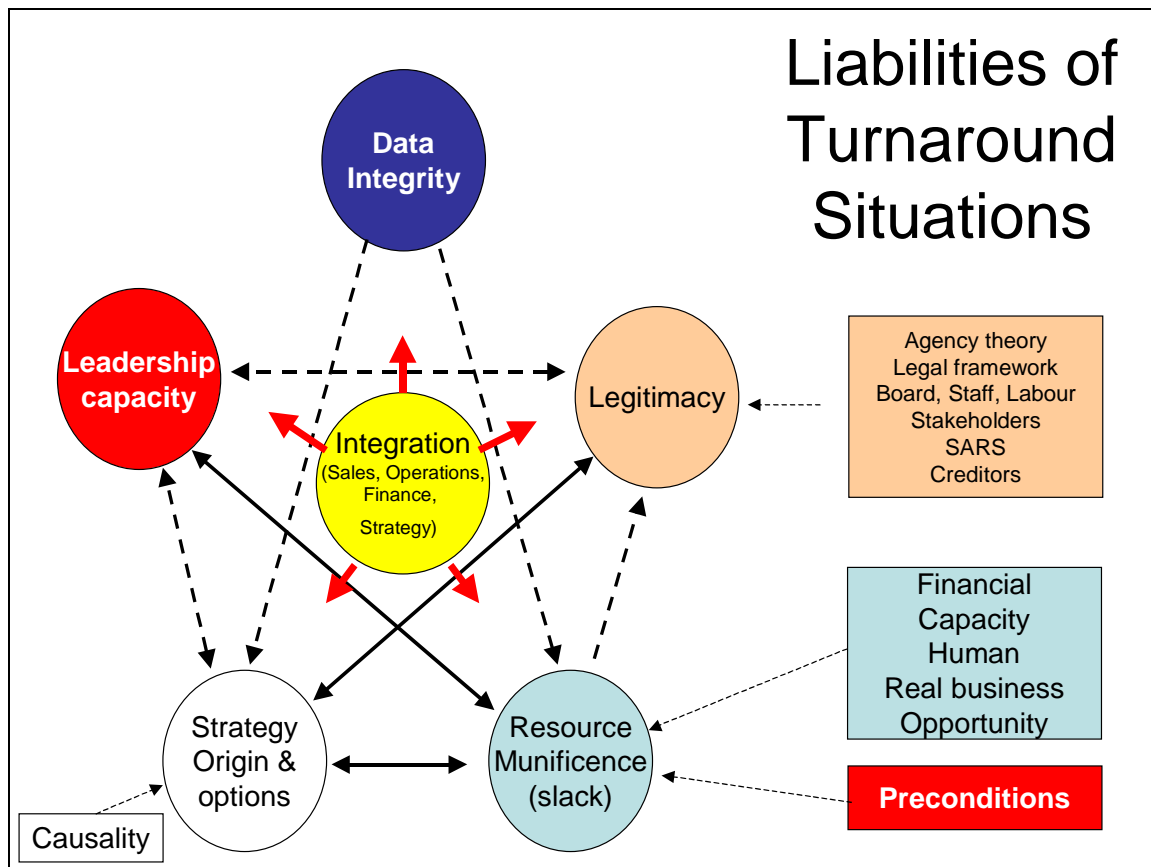 Liabilities of
Turnaround
Situations
Data
Integrity
Leadership
capacity
Legitimacy
Integration
(Sales, Operations,
Finance,
Strategy)
Agency theory
Legal framework
Board, Staff, Labour
Stakeholders
SARS
Creditors
Financial
Capacity
Human
Real business
Opportunity
Strategy
Origin &
options
Resource
Munificence
(slack)
Preconditions
Causality